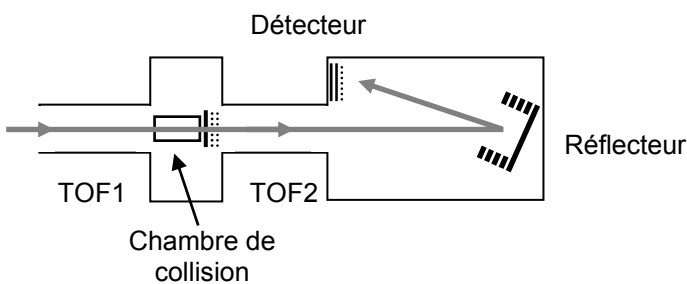 Détecteur
Réflecteur
TOF1
TOF2
Chambre de
collision